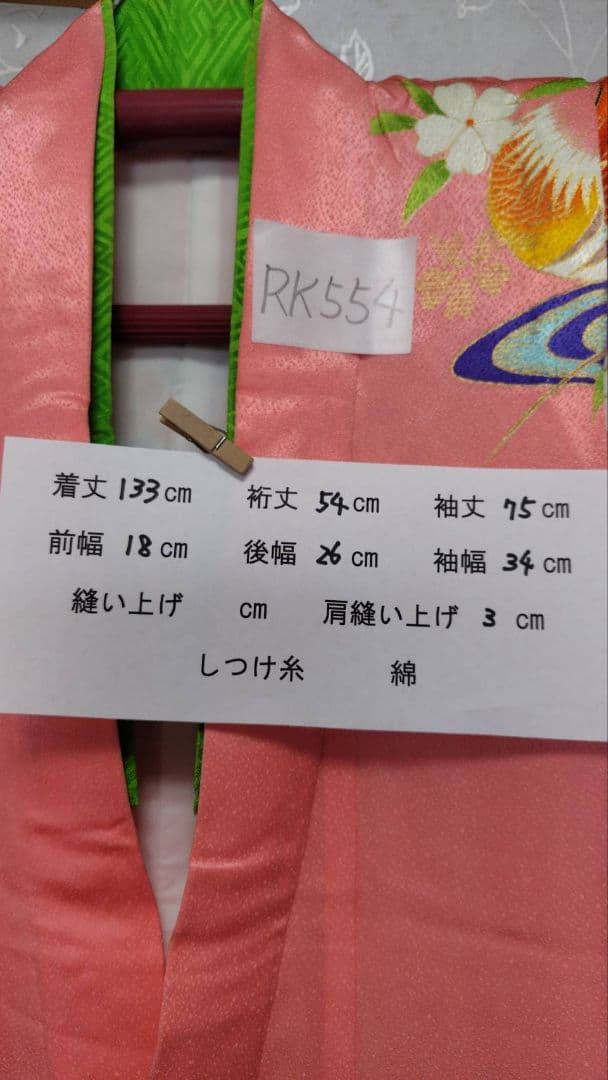 RK554
着丈 133cm 裄丈 54cm 袖丈 75cm
前幅 18cm 後幅 26cm 袖幅 34cm
縫い上げ cm 肩縫い上げ 3 cm
しつけ糸 綿